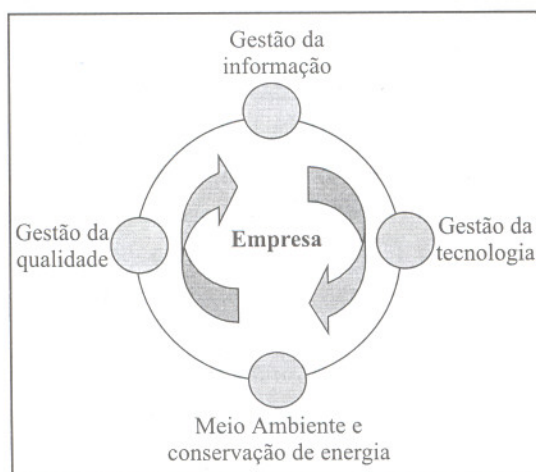 Gestão da
informação
Gestão da
qualidade
Empresa
Gestão da
tecnologia
Meio Ambiente e
conservação de energia